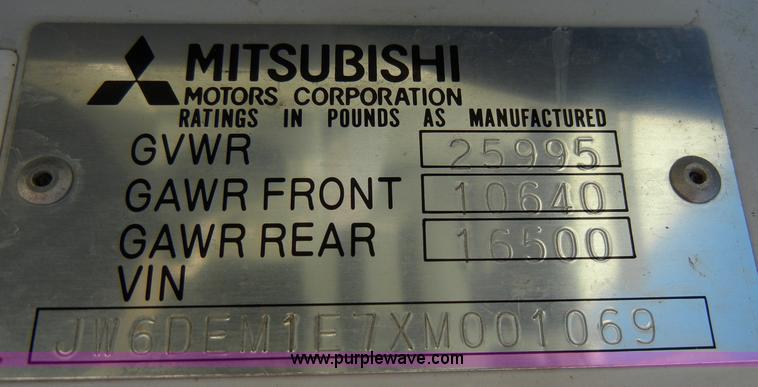 MITSUBISHI
MOTORS CORPORATION
RATINGS IN POUNDS AS MANUFACTURED
GVWR 25995
GAWR FRONT 10640
GAWR REAR 16500
VIN
JW6DEM1E7XM001069
www.purplewave.com